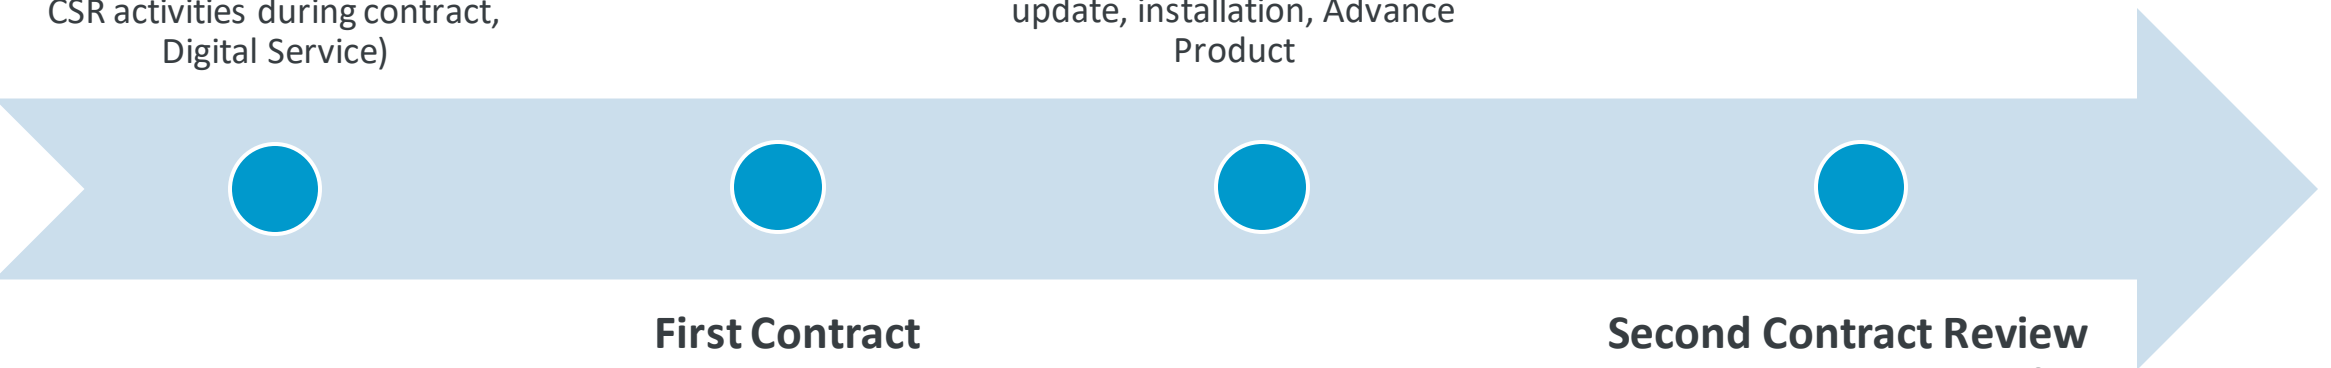 CSR activities during contract,
Digital Service)
update, installation, Advance
Product
First Contract
Second Contract Review